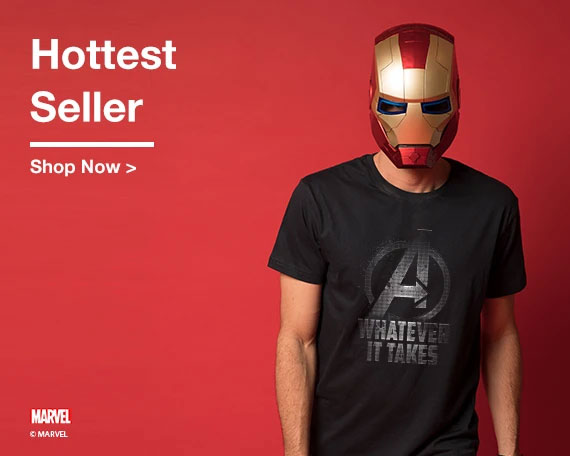 Hottest
Seller
Shop Now >
A
WHATEVER
IT TAKES
MARVEL
© MARVEL